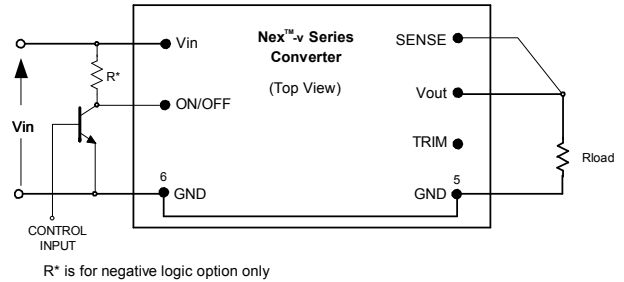 Nex™-v Series
Converter
(Top View)
Vin
ON/OFF
SENSE
Vout
TRIM
R*
Vin
6
GND
5
GND
Rload
CONTROL
INPUT
R* is for negative logic option only